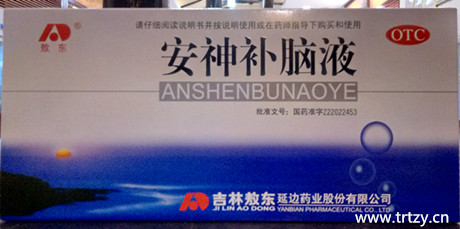 请仔细阅读说明书并按说明使用或在药师指导下购买和使用
OTC
敖东
®
安神补脑液
ANSHENBUNAOYE
批准文号：国药准字Z22022453
吉林敖东 延边药业股份有限公司
JI LIN AO DONG YANBIAN PHARMACEUTICAL CO., LTD
www.trtzy.cn